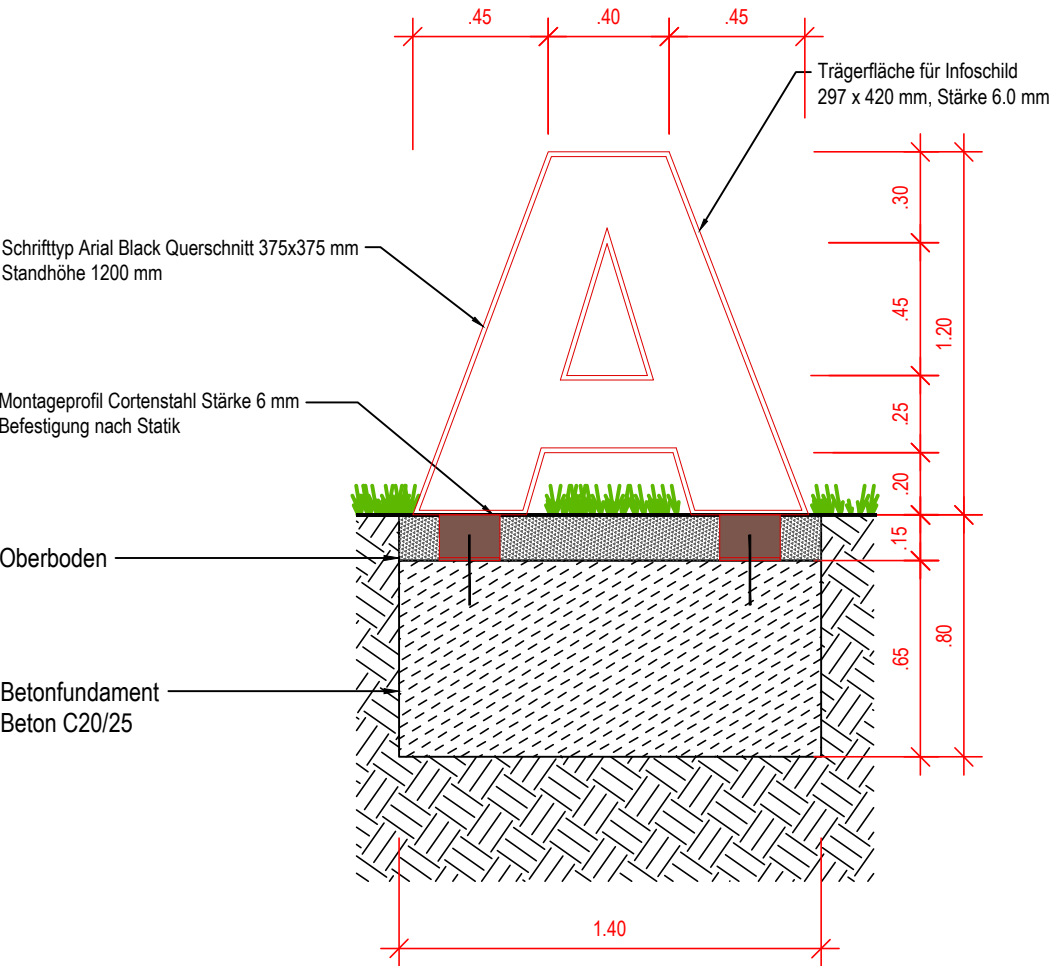 .45
.40
.45
Trägerfläche für Infoschild
297 x 420 mm, Stärke 6.0 mm
.30
Schrifttyp Arial Black Querschnitt 375x375 mm
Standhöhe 1200 mm
.45
1.20
Montageprofil Cortenstahl Stärke 6 mm
Befestigung nach Statik
.25
.20
.15
Oberboden
.65
.80
Betonfundament
Beton C20/25
1.40